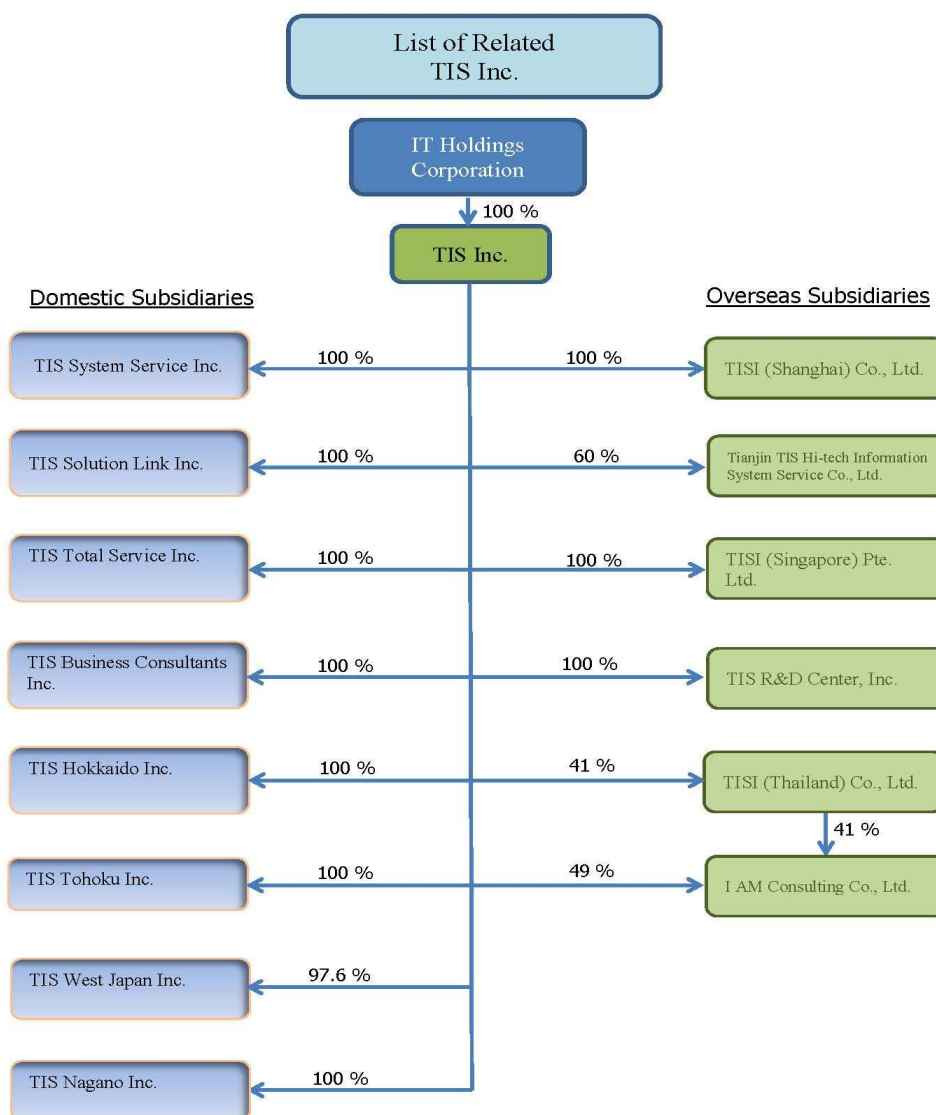 List of Related
TIS Inc.
IT Holdings
Corporation
100 %
TIS Inc.
Domestic Subsidiaries
Overseas Subsidiaries
TIS System Service Inc.
100 %
100 %
TISI (Shanghai) Co., Ltd.
TIS Solution Link Inc.
100 %
60 %
Tianjin TIS Hi-tech Information
System Service Co., Ltd.
TIS Total Service Inc.
100 %
100 %
TISI (Singapore) Pte.
Ltd.
TIS Business Consultants
Inc.
100 %
100 %
TIS R&D Center, Inc.
TIS Hokkaido Inc.
100 %
41 %
TISI (Thailand) Co., Ltd.
41 %
TIS Tohoku Inc.
100 %
49 %
I AM Consulting Co., Ltd.
TIS West Japan Inc.
97.6 %
TIS Nagano Inc.
100 %